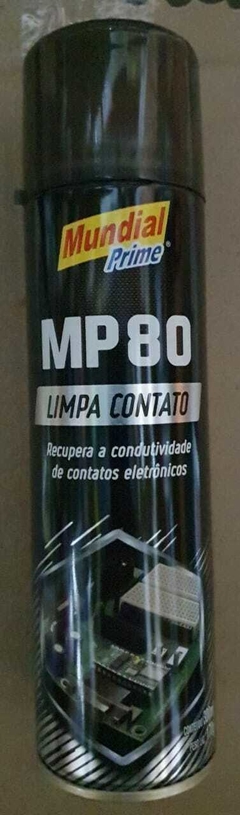 Mundial
Prime®
MP80
LIMPA CONTATO
Recupera a condutividade
de contatos eletrônicos